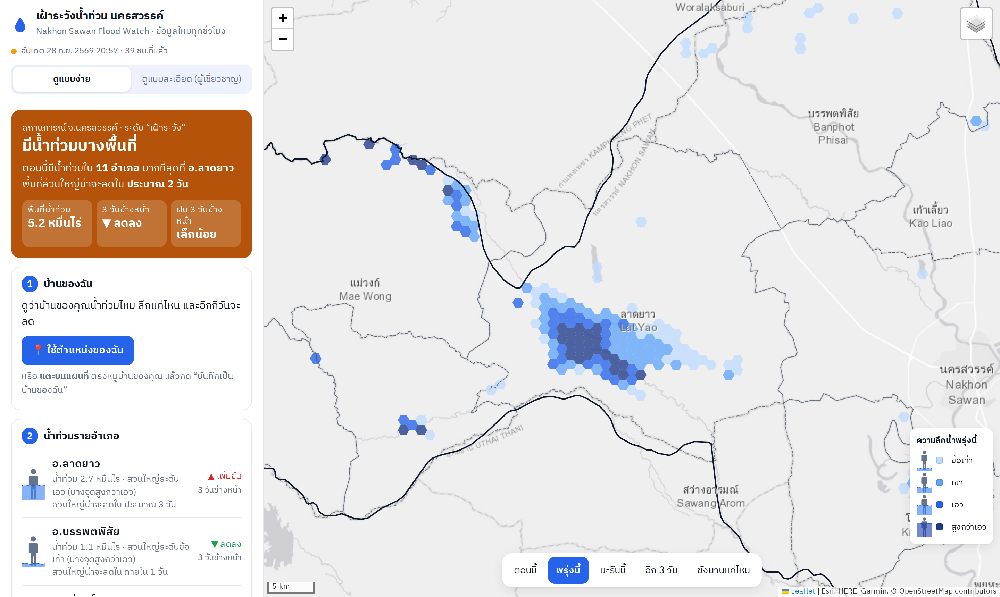 เฝ้าระวังน้ำท่วม นครสวรรค์
Nakhon Sawan Flood Watch · ข้อมูลใหม่ทุกชั่วโมง
อัปเดต 28 ก.ย. 2569 20:57 · 39 ชม.ที่แล้ว
ดูแบบง่าย
ดูแบบละเอียด (ผู้เชี่ยวชาญ)
สถานการณ์ จ.นครสวรรค์ · ระดับ “เฝ้าระวัง”
มีน้ำท่วมบางพื้นที่
ตอนนี้มีน้ำท่วมใน 11 อำเภอ มากที่สุดที่ อ.ลาดยาว
พื้นที่ส่วนใหญ่น่าจะลดใน ประมาณ 2 วัน
พื้นที่น้ำท่วม
5.2 หมื่นไร่
3 วันข้างหน้า
▼ ลดลง
ฝน 3 วันข้าง
หน้า
เล็กน้อย
1 บ้านของฉัน
ดูว่าบ้านของคุณน้ำท่วมไหม ลึกแค่ไหน และอีกกี่วันจะ
ลด
📍 ใช้ตำแหน่งของฉัน
หรือ แตะบนแผนที่ ตรงหมู่บ้านของคุณ แล้วกด “บันทึกเป็น
บ้านของฉัน”
2 น้ำท่วมรายอำเภอ
อ.ลาดยาว
น้ำท่วม 2.7 หมื่นไร่ · ส่วนใหญ่ระดับ
เอว (บางจุดสูงกว่าเอว)
ส่วนใหญ่น่าจะลดใน ประมาณ 3 วัน
▲ เพิ่มขึ้น
3 วันข้างหน้า
อ.บรรพตพิสัย
น้ำท่วม 1.1 หมื่นไร่ · ส่วนใหญ่ระดับข้อ
เท้า (บางจุดสูงกว่าเอว)
ส่วนใหญ่น่าจะลดใน ภายใน 1 วัน
▼ ลดลง
3 วันข้างหน้า
+
−
Woralaksaburi
บรรพตพิสัย
Banphot
Phisai
กำแพงเพชร KAMPHAENG PHET
นครสวรรค์ NAKHON SAWAN
เก้าเลี้ยว
Kao Liao
แม่วงก์
Mae Wong
ลาดยาว
Lat Yao
นครสวรรค์
Nakhon
Sawan
UTHAI THANI
สว่างอารมณ์
Sawang Arom
ความลึกน้ำพรุ่งนี้
ข้อเท้า
เข่า
เอว
สูงกว่าเอว
ตอนนี้
พรุ่งนี้
มะรืนนี้
อีก 3 วัน
ขังนานแค่ไหน
5 km
Leaflet | Esri, HERE, Garmin, © OpenStreetMap contributors